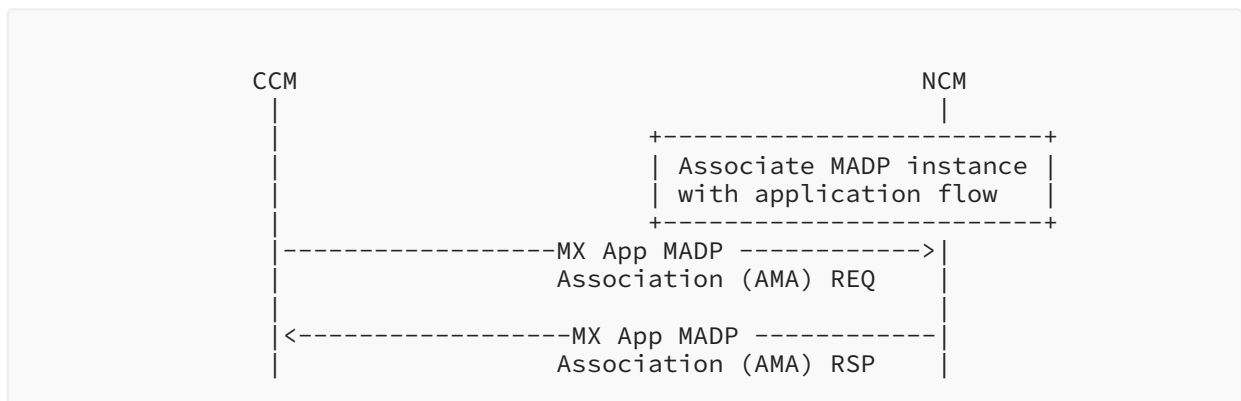 CCM NCM
Associate MADP instance
with application flow
MX App MADP
Association (AMA) REQ
MX App MADP
Association (AMA) RSP